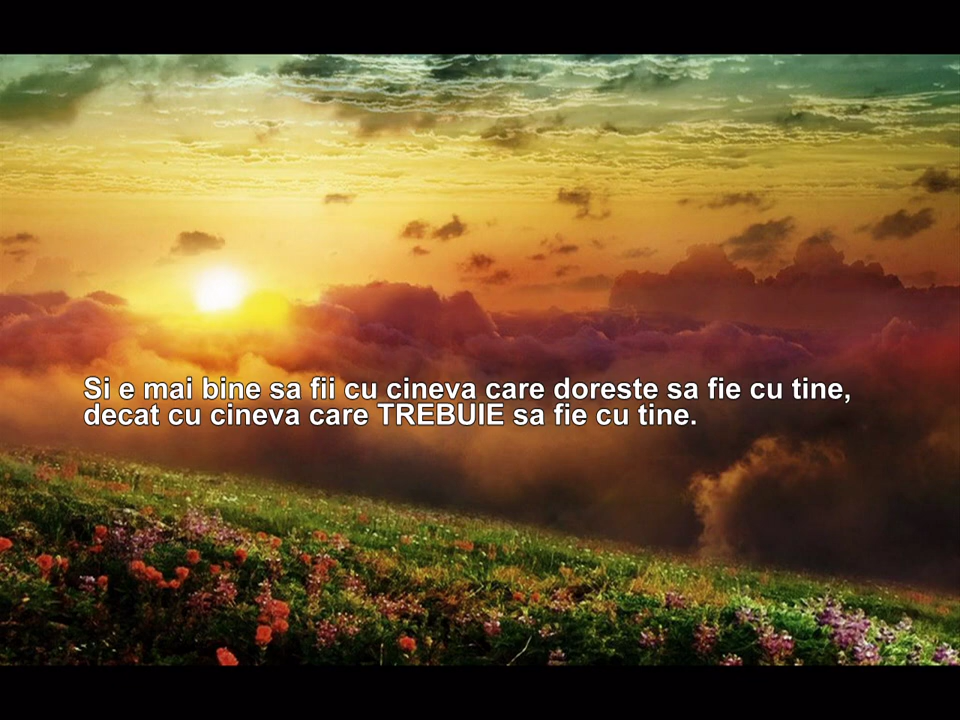 Si e mai bine sa fii cu cineva care doreste sa fie cu tine,
decat cu cineva care TREBUIE sa fie cu tine.